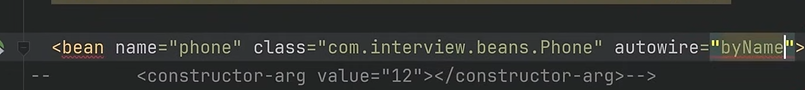 <bean name="phone" class="com.interview.beans.Phone" autowire="byName">
--        <constructor-arg value="12"></constructor-arg>-->